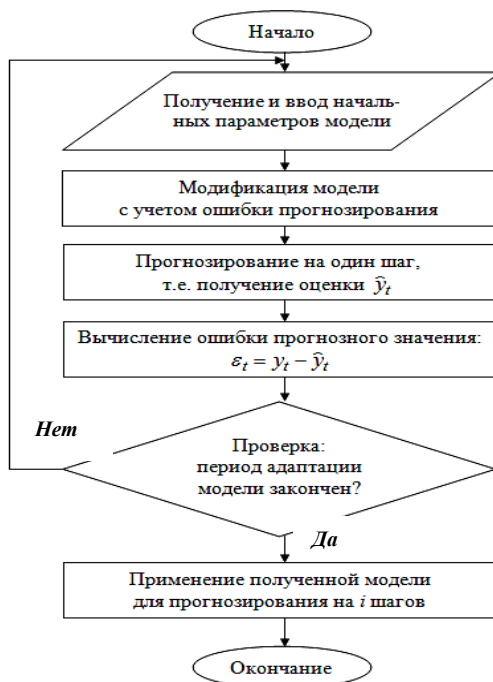 Начало
Получение и ввод началь-
ных параметров модели
Модификация модели
с учетом ошибки прогнозирования
Прогнозирование на один шаг,
т.е. получение оценки ŷₜ
Вычисление ошибки прогнозного значения:
εₜ = yₜ − ŷₜ
Нет
Проверка:
период адаптации
модели закончен?
Да
Применение полученной модели
для прогнозирования на i шагов
Окончание